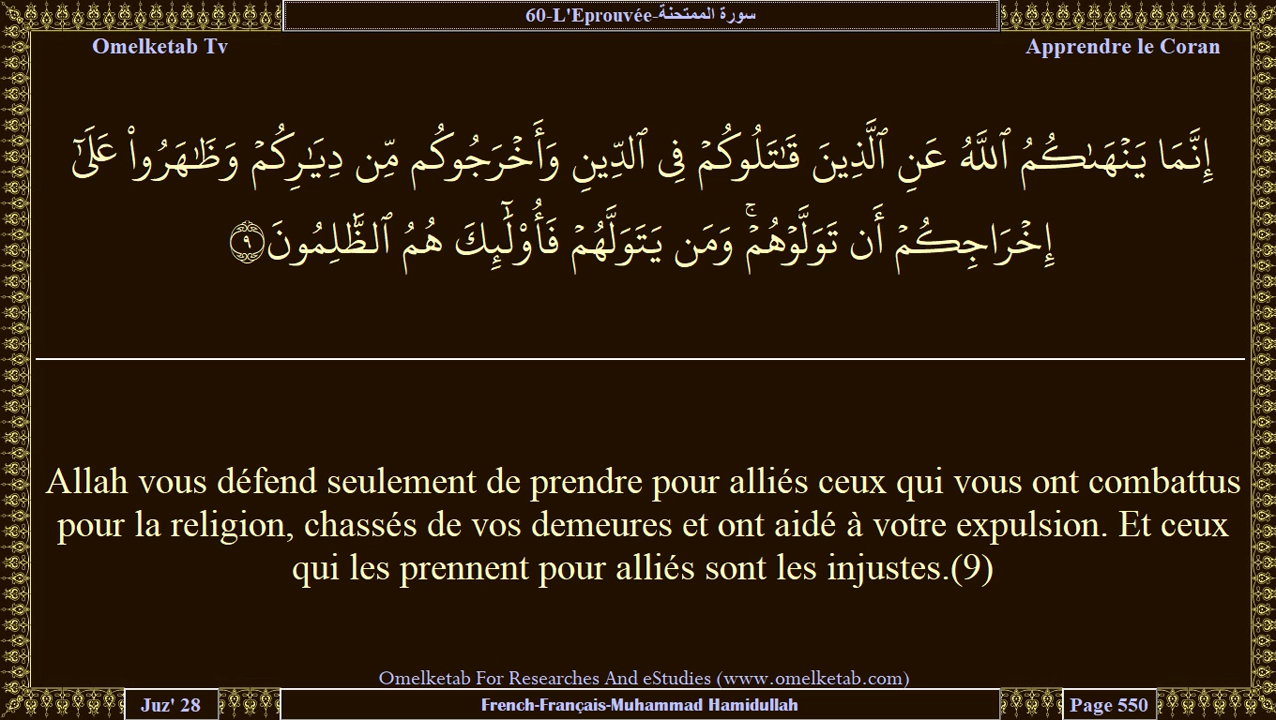 60-L'Eprouvée-سورة الممتحنة
Omelketab Tv
Apprendre le Coran
إِنَّمَا يَنْهَىٰكُمُ ٱللَّهُ عَنِ ٱلَّذِينَ قَـٰتَلُوكُمْ فِى ٱلدِّينِ وَأَخْرَجُوكُم مِّن دِيَـٰرِكُمْ وَظَـٰهَرُوا۟ عَلَىٰٓ
إِخْرَاجِكُمْ أَن تَوَلَّوْهُمْ ۚ وَمَن يَتَوَلَّهُمْ فَأُو۟لَـٰٓئِكَ هُمُ ٱلظَّـٰلِمُونَ ٩
Allah vous défend seulement de prendre pour alliés ceux qui vous ont combattus
pour la religion, chassés de vos demeures et ont aidé à votre expulsion. Et ceux
qui les prennent pour alliés sont les injustes.(9)
Omelketab For Researches And eStudies (www.omelketab.com)
Juz' 28
French-Français-Muhammad Hamidullah
Page 550